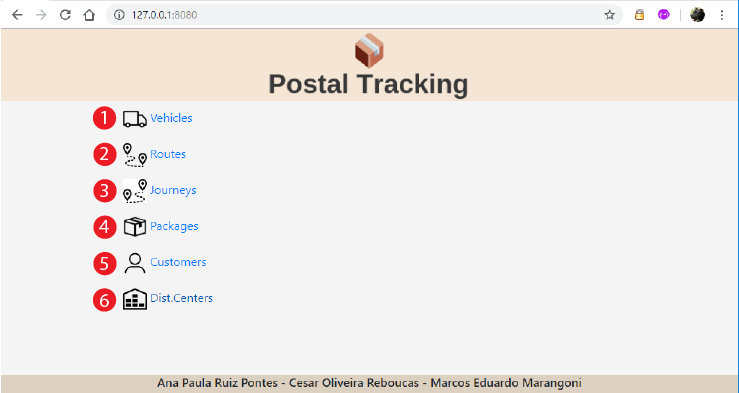 127.0.0.1:8080
Postal Tracking
1 Vehicles
2 Routes
3 Journeys
4 Packages
5 Customers
6 Dist.Centers
Ana Paula Ruiz Pontes - Cesar Oliveira Reboucas - Marcos Eduardo Marangoni